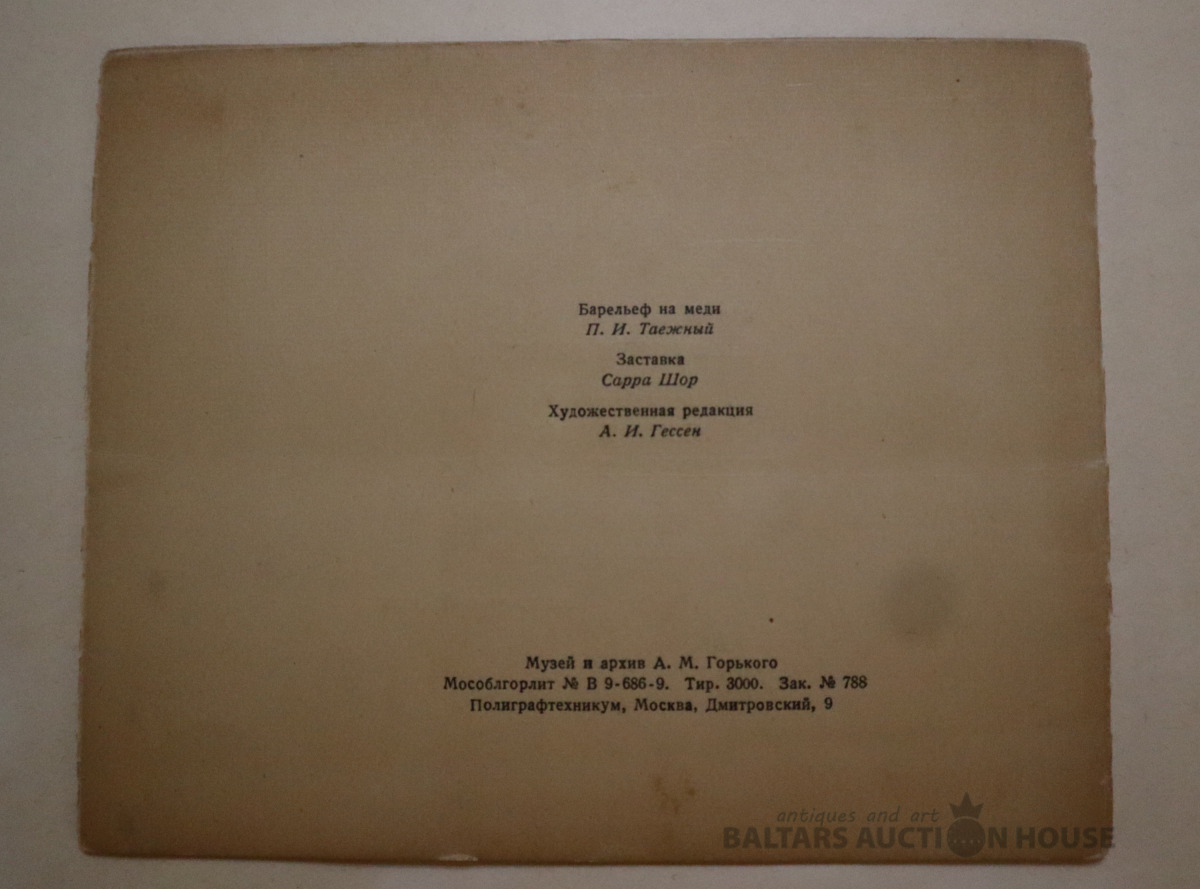 Барельеф на меди
П. И. Таежный
Заставка
Сарра Шор
Художественная редакция
А. И. Гессен
Музей и архив А. М. Горького
Мособлгорлит № В 9-686-9. Тир. 3000. Зак. № 788
Полиграфтехникум, Москва, Дмитровский, 9
antiques and art
BALTARS AUCTION HOUSE